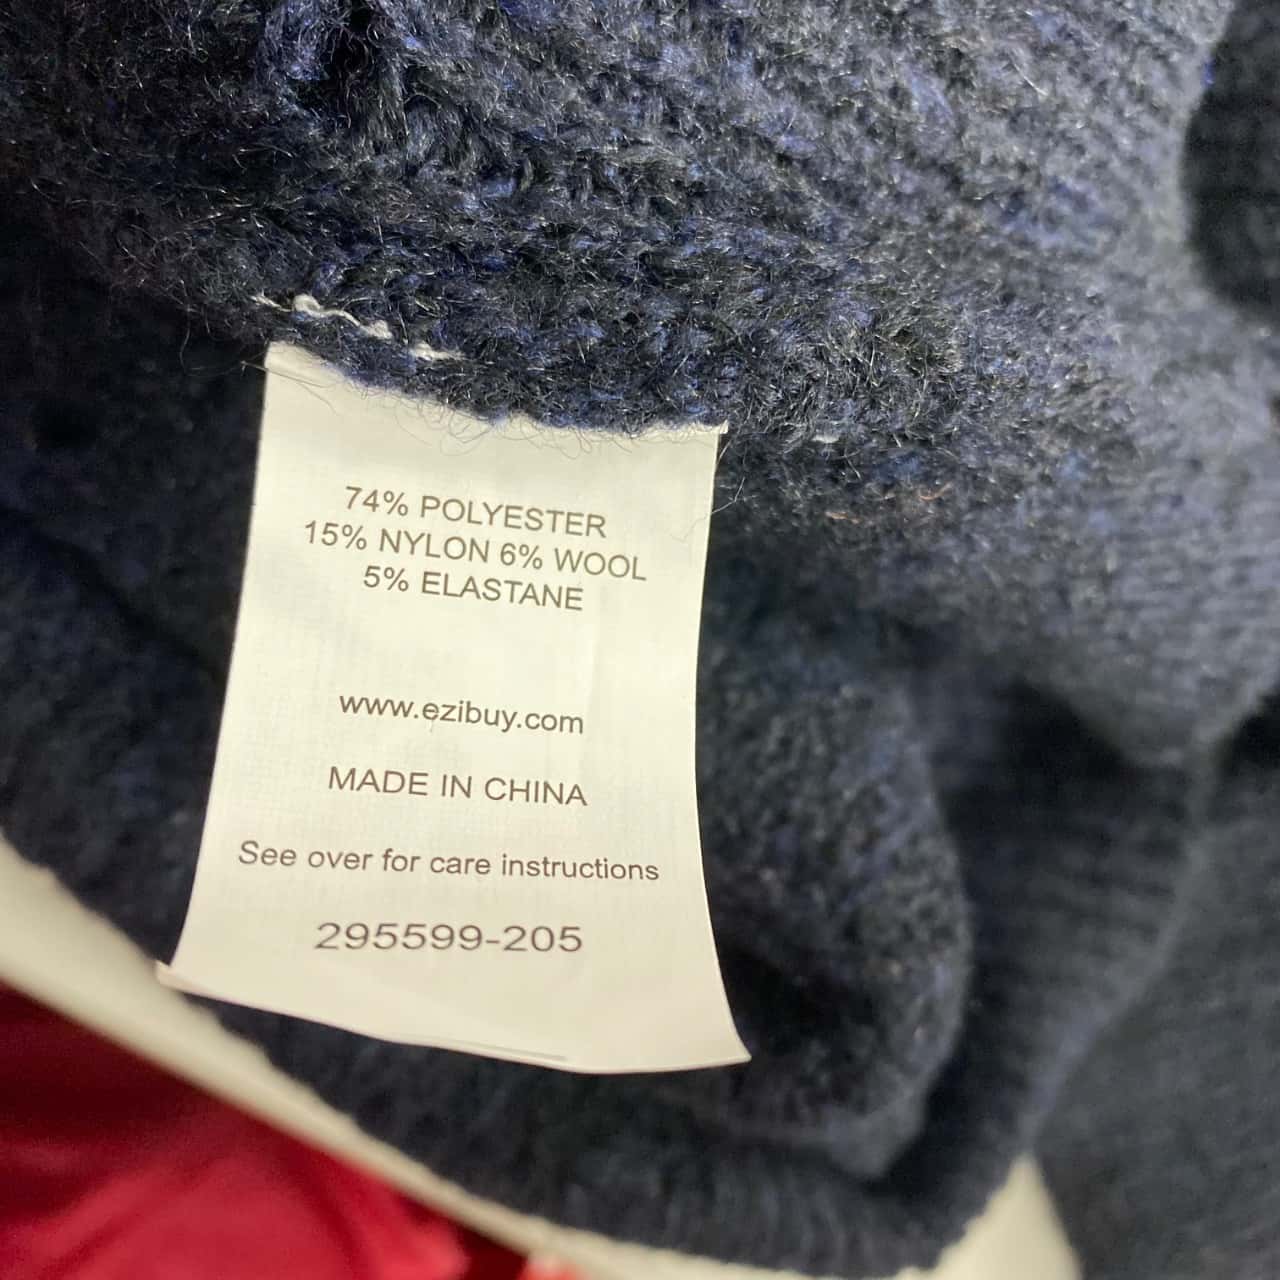 74% POLYESTER
15% NYLON 6% WOOL
5% ELASTANE
www.ezibuy.com
MADE IN CHINA
See over for care instructions
295599-205